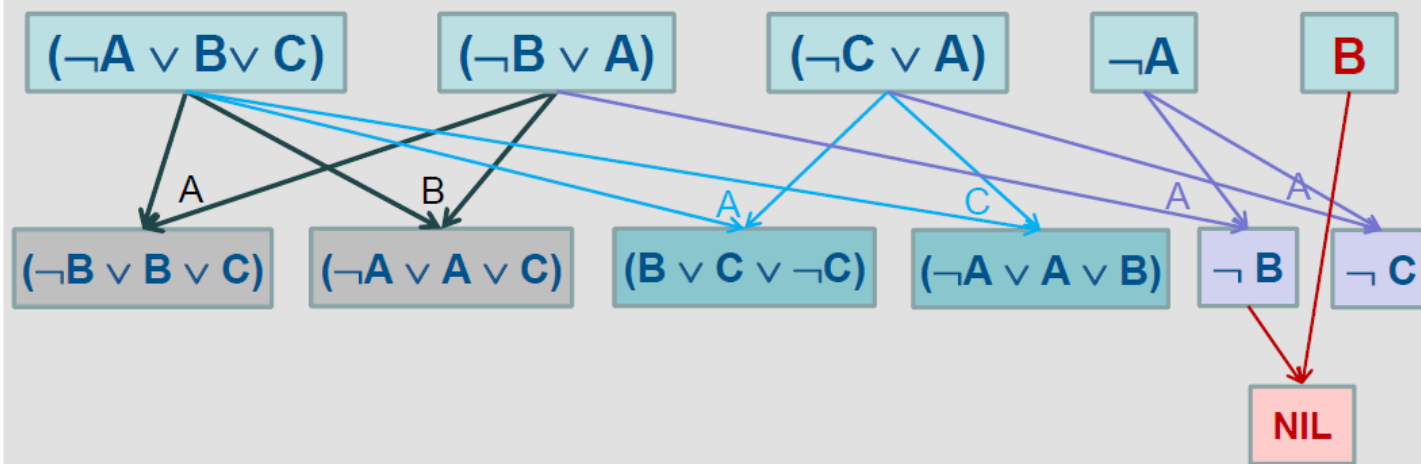 (¬A ∨ B∨ C) (¬B ∨ A) (¬C ∨ A) ¬A B
A B A C A A
(¬B ∨ B ∨ C) (¬A ∨ A ∨ C) (B ∨ C ∨ ¬C) (¬A ∨ A ∨ B) ¬ B ¬ C
NIL